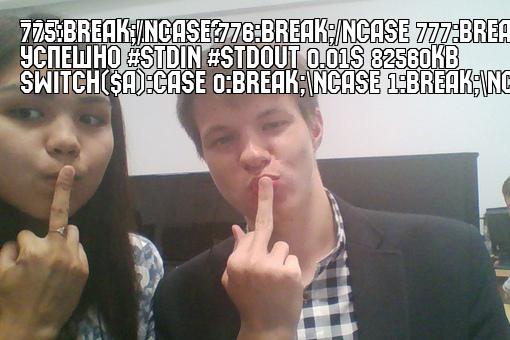 775:BREAK;/NCASE 776:BREAK;/NCASE 777:BREA
УСПЕШНО #STDIN #STDOUT 0.01S 82560KB
SWITCH($A):CASE 0:BREAK;\NCASE 1:BREAK;\NC